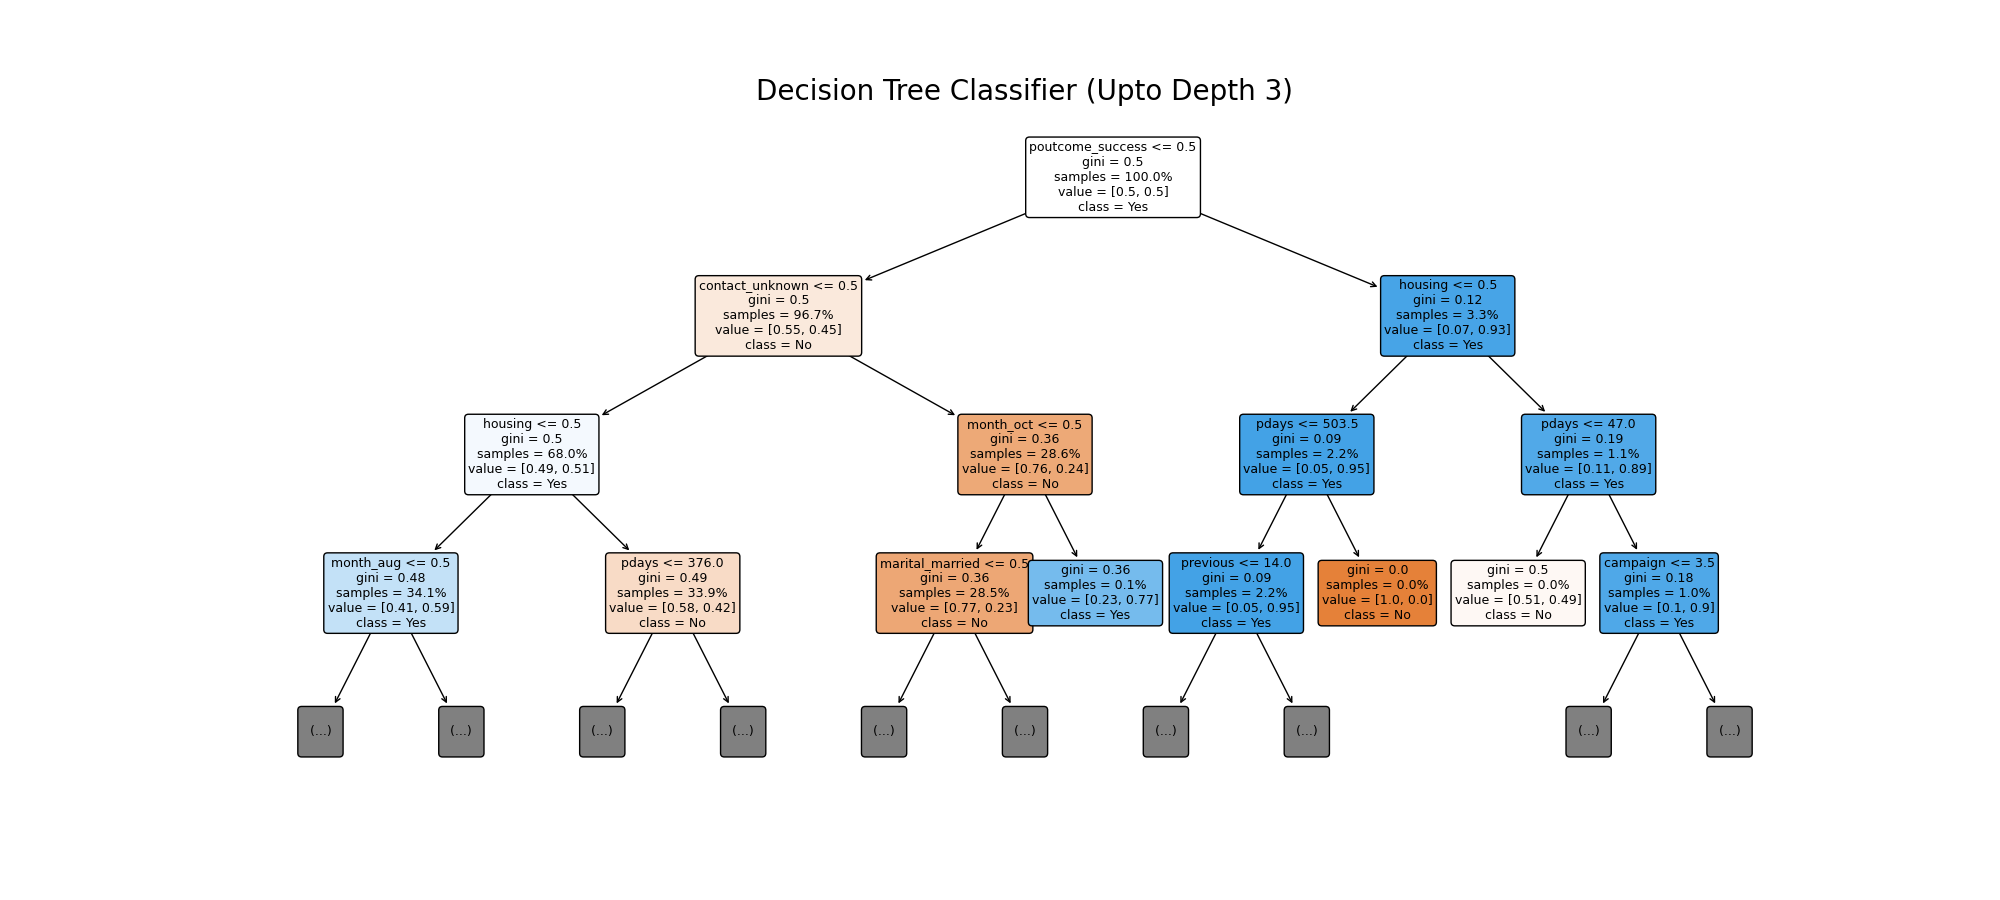 Decision Tree Classifier (Upto Depth 3)
poutcome_success <= 0.5
gini = 0.5
samples = 100.0%
value = [0.5, 0.5]
class = Yes
contact_unknown <= 0.5
gini = 0.5
samples = 96.7%
value = [0.55, 0.45]
class = No
housing <= 0.5
gini = 0.12
samples = 3.3%
value = [0.07, 0.93]
class = Yes
housing <= 0.5
gini = 0.5
samples = 68.0%
value = [0.49, 0.51]
class = Yes
month_oct <= 0.5
gini = 0.36
samples = 28.6%
value = [0.76, 0.24]
class = No
pdays <= 503.5
gini = 0.09
samples = 2.2%
value = [0.05, 0.95]
class = Yes
pdays <= 47.0
gini = 0.19
samples = 1.1%
value = [0.11, 0.89]
class = Yes
month_aug <= 0.5
gini = 0.48
samples = 34.1%
value = [0.41, 0.59]
class = Yes
pdays <= 376.0
gini = 0.49
samples = 33.9%
value = [0.58, 0.42]
class = No
marital_married <= 0.5
gini = 0.36
samples = 28.5%
value = [0.77, 0.23]
class = No
gini = 0.36
samples = 0.1%
value = [0.23, 0.77]
class = Yes
previous <= 14.0
gini = 0.09
samples = 2.2%
value = [0.05, 0.95]
class = Yes
gini = 0.0
samples = 0.0%
value = [1.0, 0.0]
class = No
gini = 0.5
samples = 0.0%
value = [0.51, 0.49]
class = No
campaign <= 3.5
gini = 0.18
samples = 1.0%
value = [0.1, 0.9]
class = Yes
(...)
(...)
(...)
(...)
(...)
(...)
(...)
(...)
(...)
(...)